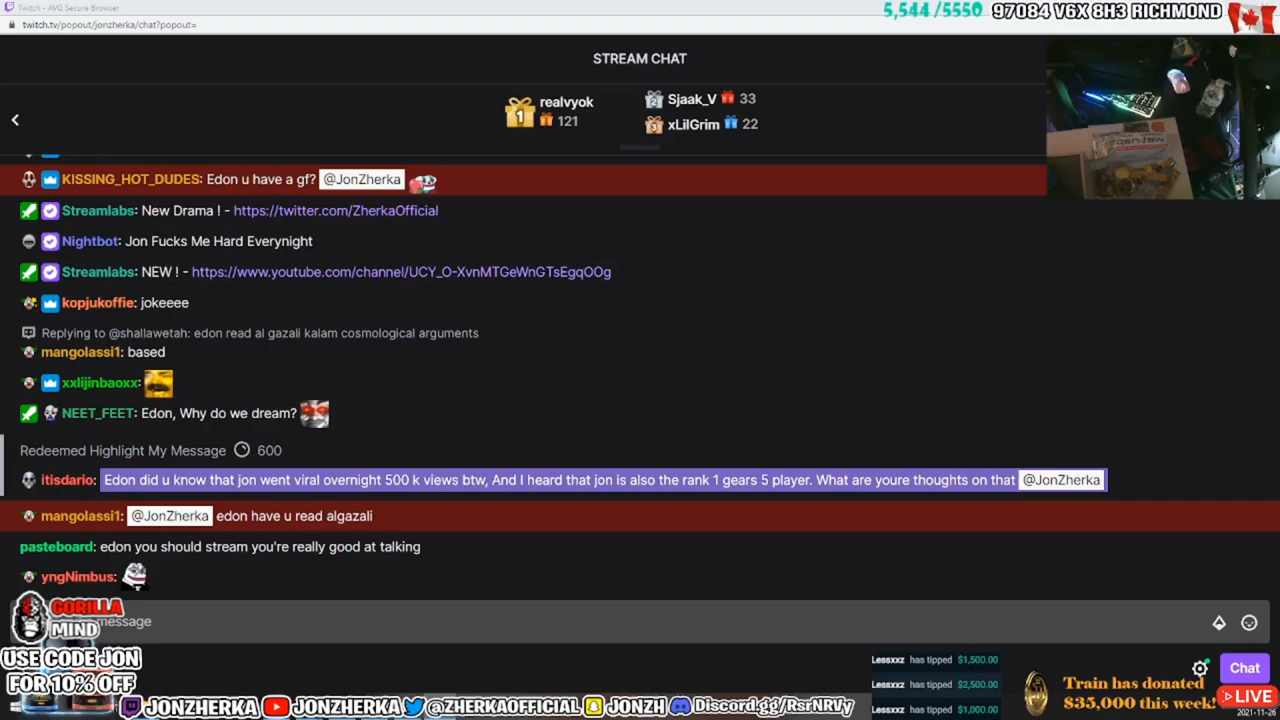 Twitch - AVG Secure Browser
twitch.tv/popout/jonzherka/chat?popout=
5,544 /5550
97084 V6X 8H3 RICHMOND
STREAM CHAT
1
realvyok
121
2
Sjaak_V 33
3
xLilGrim 22
KISSING_HOT_DUDES: Edon u have a gf? @JonZherka
Streamlabs: New Drama ! - https://twitter.com/ZherkaOfficial
Nightbot: Jon Fucks Me Hard Everynight
Streamlabs: NEW ! - https://www.youtube.com/channel/UCY_O-XvnMTGeWnGTsEgqOOg
kopjukoffie: jokeeee
Replying to @shallawetah: edon read al gazali kalam cosmological arguments
mangolassi1: based
xxlijinbaoxx:
NEET_FEET: Edon, Why do we dream?
Redeemed Highlight My Message 600
itisdario: Edon did u know that jon went viral overnight 500 k views btw, And I heard that jon is also the rank 1 gears 5 player. What are youre thoughts on that @JonZherka
mangolassi1: @JonZherka edon have u read algazali
pasteboard: edon you should stream you're really good at talking
yngNimbus:
message
GORILLA
MIND
USE CODE JON
FOR 10% OFF
Lessxxz has tipped $1,500.00
Lessxxz has tipped $2,500.00
Lessxxz has tipped $1,000.00
Chat
Train has donated
$35,000 this week!
LIVE
2021-11-26
JONZHERKA JONZHERKA @ZHERKAOFFICIAL JONZH Discord.gg/RsrNRVy